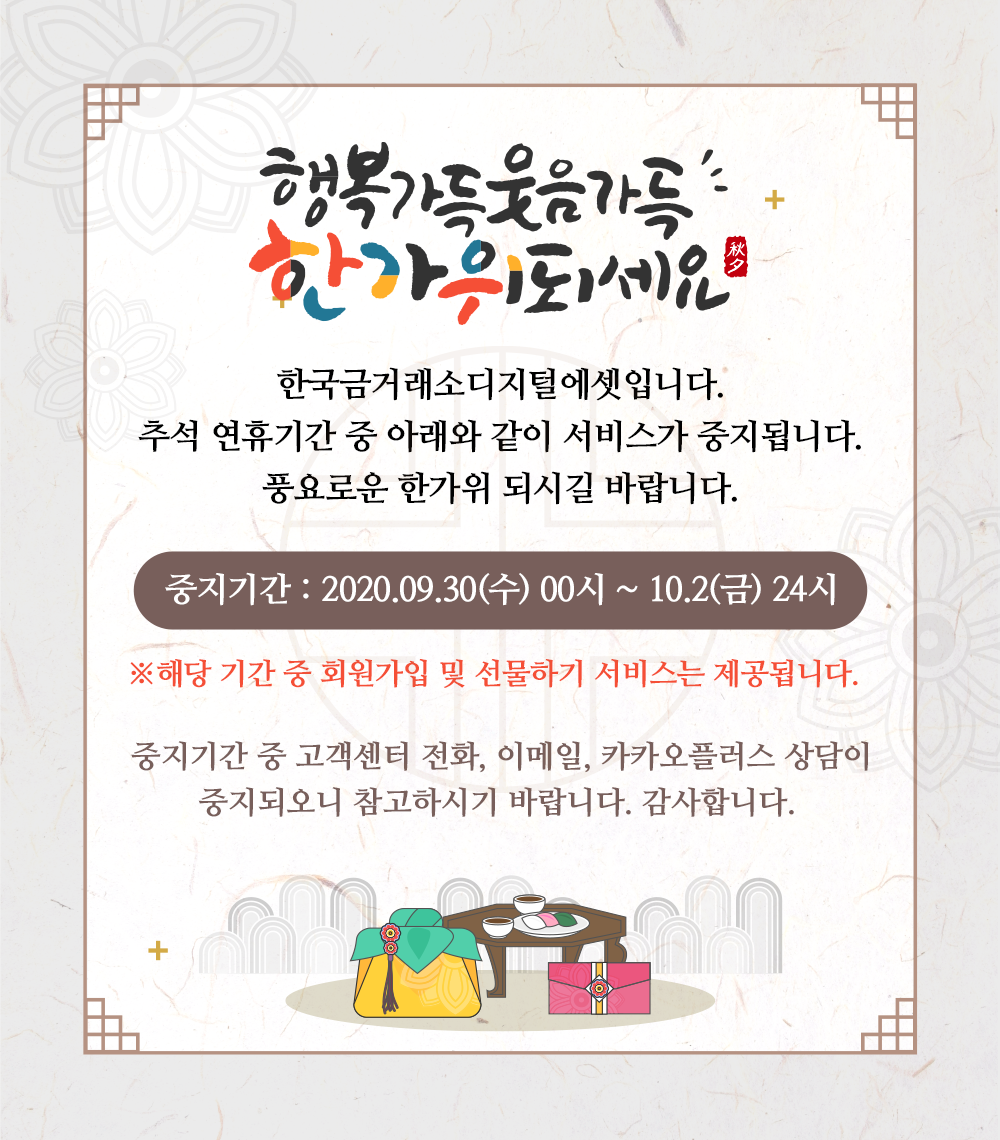 행복가득웃음가득
한가위되세요
秋夕
한국금거래소디지털에셋입니다.
추석 연휴기간 중 아래와 같이 서비스가 중지됩니다.
풍요로운 한가위 되시길 바랍니다.
중지기간 : 2020.09.30(수) 00시 ~ 10.2(금) 24시
※해당 기간 중 회원가입 및 선물하기 서비스는 제공됩니다.
중지기간 중 고객센터 전화, 이메일, 카카오플러스 상담이
중지되오니 참고하시기 바랍니다. 감사합니다.